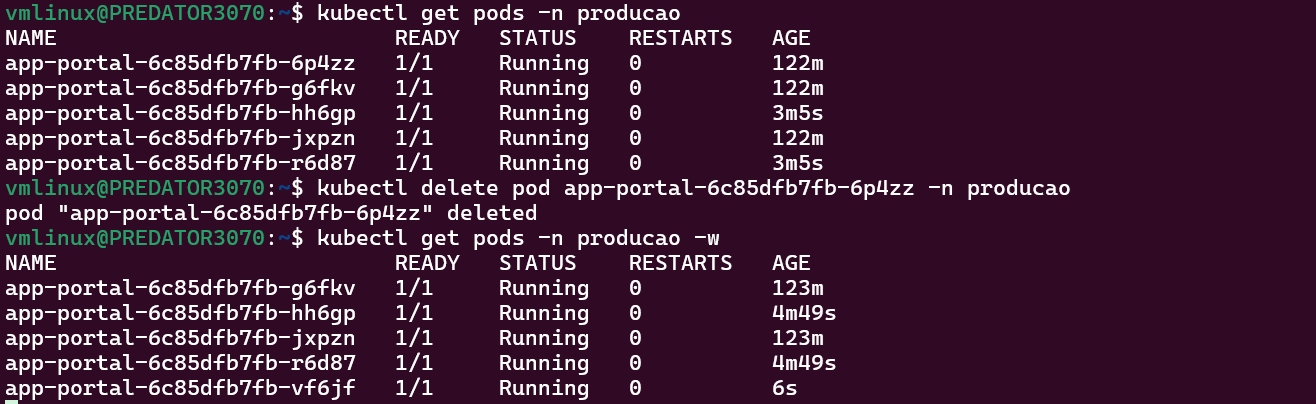 vmlinux@PREDATOR3070:~$ kubectl get pods -n producao
NAME                          READY   STATUS    RESTARTS   AGE
app-portal-6c85dfb7fb-6p4zz   1/1     Running   0          122m
app-portal-6c85dfb7fb-g6fkv   1/1     Running   0          122m
app-portal-6c85dfb7fb-hh6gp   1/1     Running   0          3m5s
app-portal-6c85dfb7fb-jxpzn   1/1     Running   0          122m
app-portal-6c85dfb7fb-r6d87   1/1     Running   0          3m5s
vmlinux@PREDATOR3070:~$ kubectl delete pod app-portal-6c85dfb7fb-6p4zz -n producao
pod "app-portal-6c85dfb7fb-6p4zz" deleted
vmlinux@PREDATOR3070:~$ kubectl get pods -n producao -w
NAME                          READY   STATUS    RESTARTS   AGE
app-portal-6c85dfb7fb-g6fkv   1/1     Running   0          123m
app-portal-6c85dfb7fb-hh6gp   1/1     Running   0          4m49s
app-portal-6c85dfb7fb-jxpzn   1/1     Running   0          123m
app-portal-6c85dfb7fb-r6d87   1/1     Running   0          4m49s
app-portal-6c85dfb7fb-vf6jf   1/1     Running   0          6s